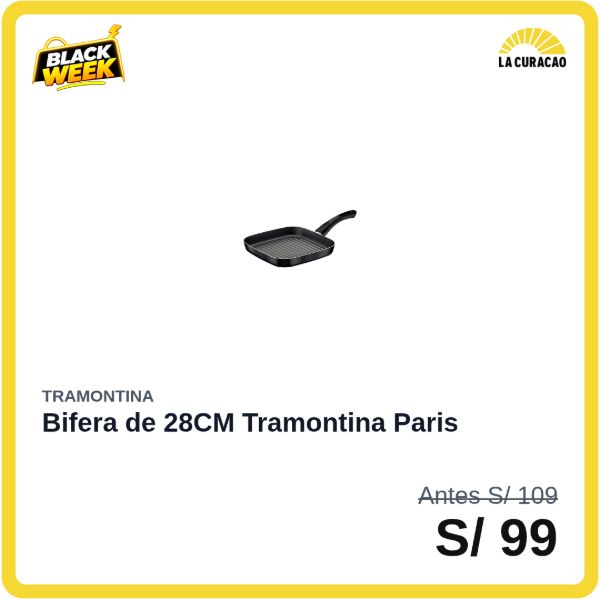 BLACK
WEEK
LA CURACAO
TRAMONTINA
Bifera de 28CM Tramontina Paris
Antes S/ 109
S/ 99